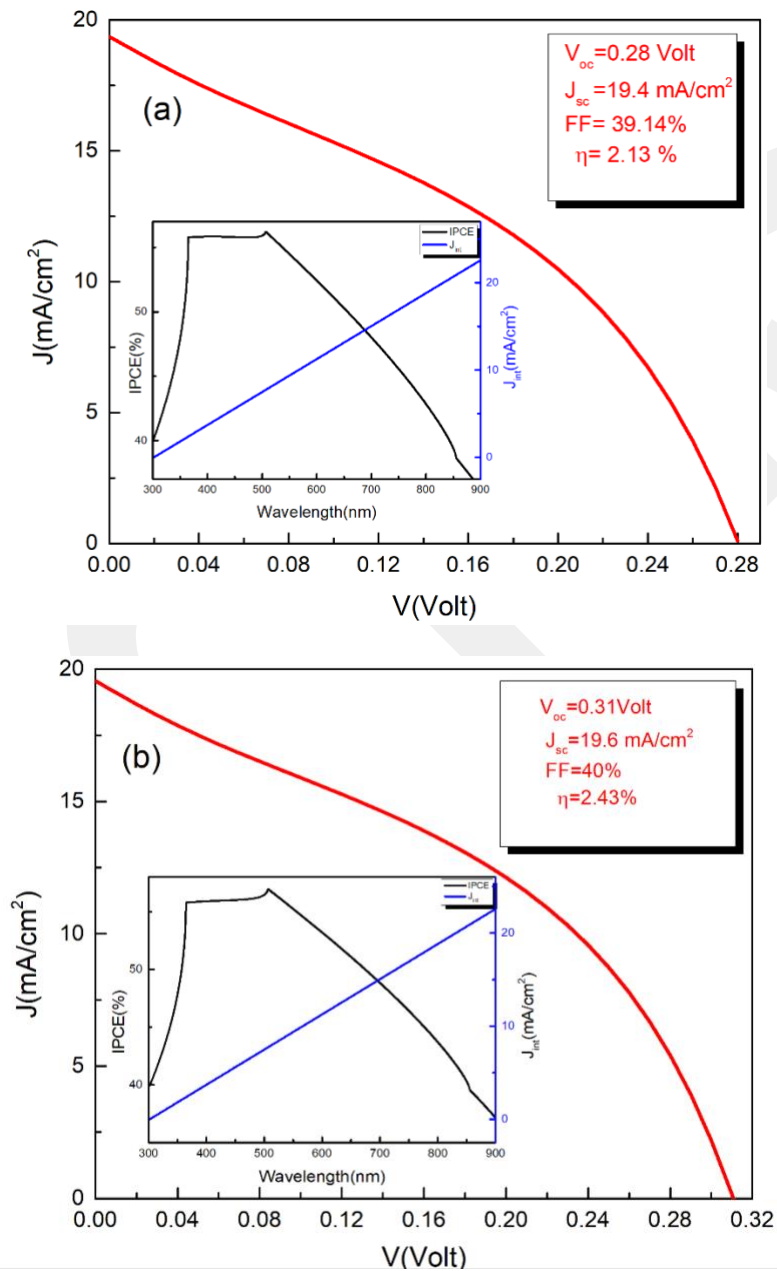 20
15
10
5
0
J(mA/cm²)
(a)
V_oc=0.28 Volt
J_sc=19.4 mA/cm²
FF= 39.14%
η= 2.13 %
IPCE
J_int
50
40
IPCE(%)
20
10
0
J_int(mA/cm²)
300 400 500 600 700 800 900
Wavelength(nm)
0.00 0.04 0.08 0.12 0.16 0.20 0.24 0.28
V(Volt)
20
15
10
5
0
J(mA/cm²)
(b)
V_oc=0.31Volt
J_sc=19.6 mA/cm²
FF=40%
η=2.43%
IPCE
J_int
50
40
IPCE(%)
20
10
0
J_int(mA/cm²)
300 400 500 600 700 800 900
Wavelength(nm)
0.00 0.04 0.08 0.12 0.16 0.20 0.24 0.28 0.32
V(Volt)